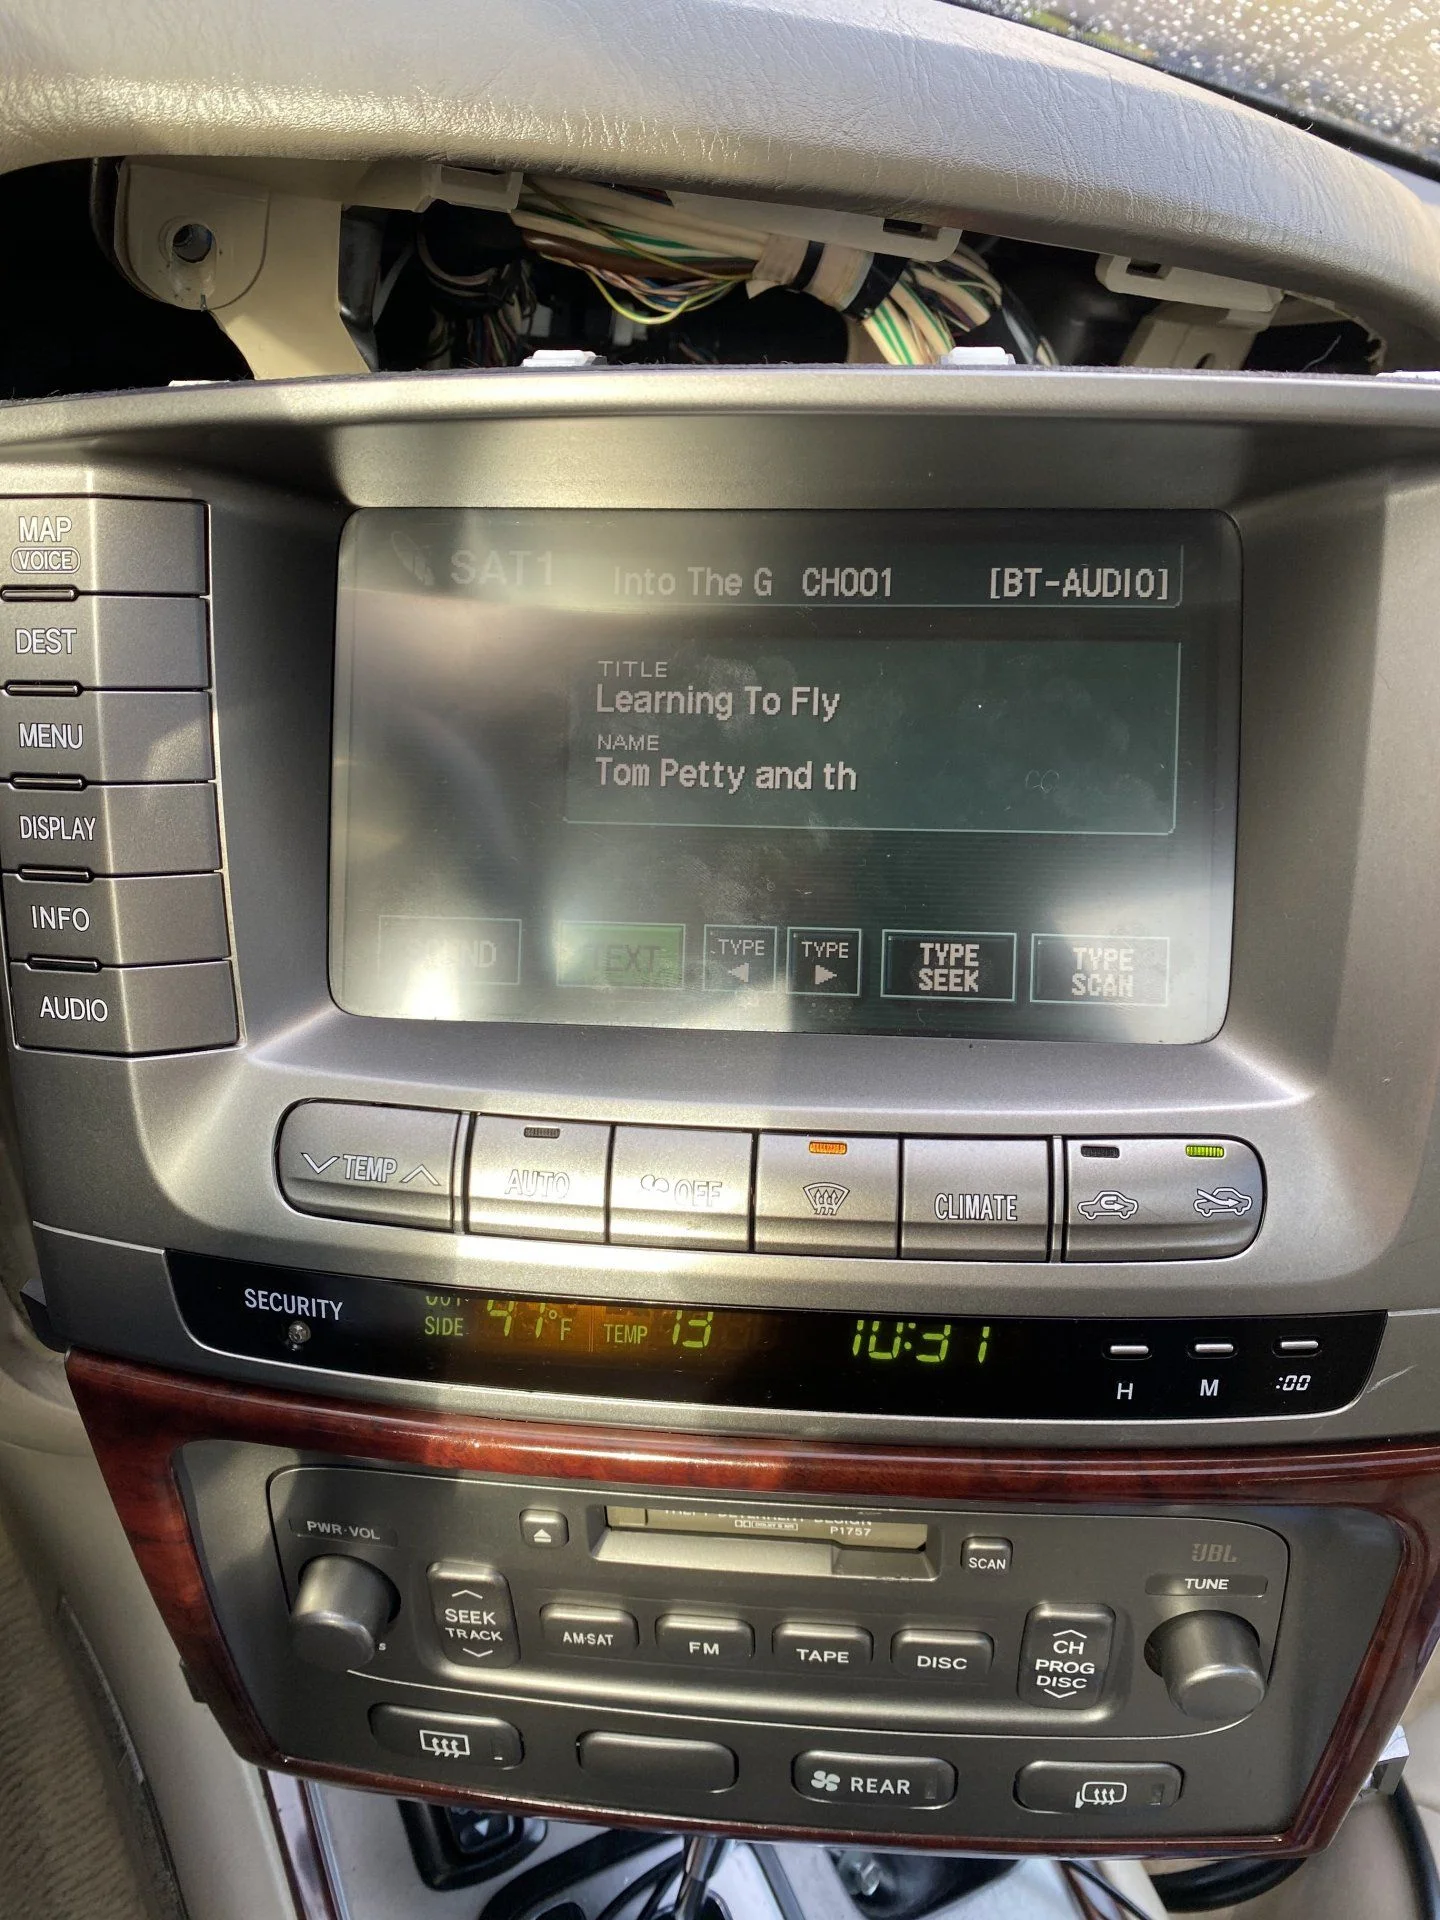 MAP
VOICE
DEST
MENU
DISPLAY
INFO
AUDIO
SAT1 Into The G CH001 [BT-AUDIO]
TITLE
Learning To Fly
NAME
Tom Petty and th
TEXT TYPE TYPE TYPE SEEK TYPE SCAN
TEMP AUTO OFF CLIMATE
SECURITY
SIDE °F TEMP 73 10:31
H M :00
PWR·VOL
P1757
SCAN
JBL
TUNE
SEEK
TRACK
AM·SAT FM TAPE DISC
CH
PROG
DISC
REAR